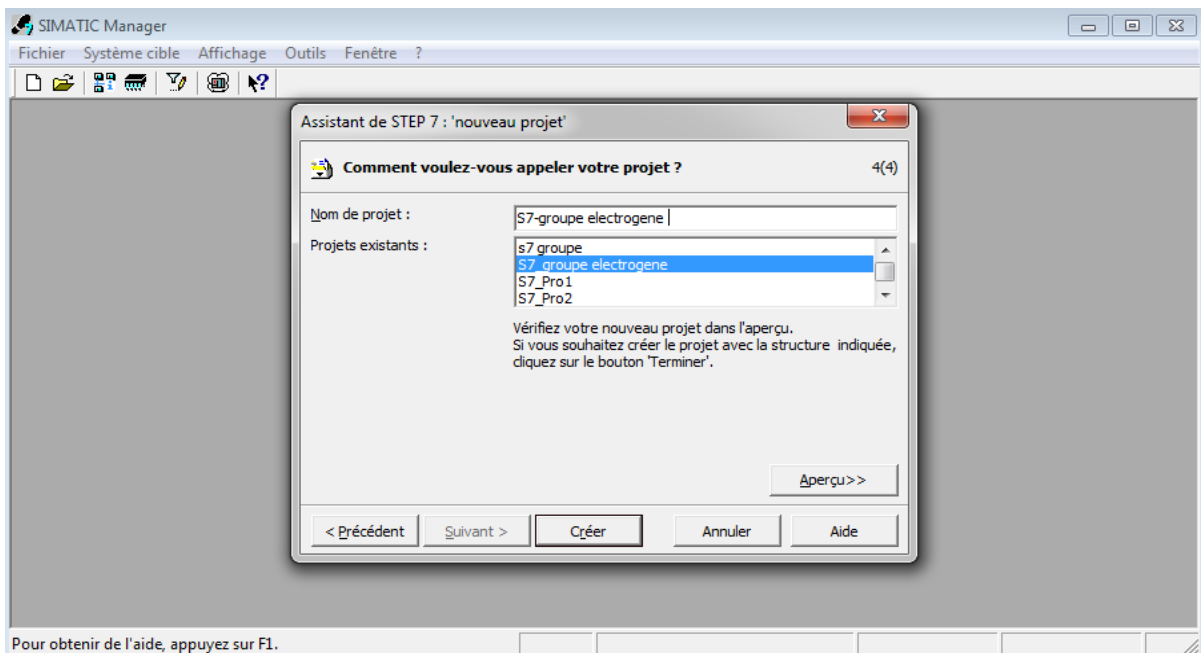 SIMATIC Manager
Fichier Système cible Affichage Outils Fenêtre ?
Assistant de STEP 7 : 'nouveau projet'
Comment voulez-vous appeler votre projet ? 4(4)
Nom de projet : S7-groupe electrogene
Projets existants : s7 groupe
S7_groupe electrogene
S7_Pro1
S7_Pro2
Vérifiez votre nouveau projet dans l'aperçu.
Si vous souhaitez créer le projet avec la structure indiquée,
cliquez sur le bouton 'Terminer'.
Aperçu>>
< Précédent Suivant > Créer Annuler Aide
Pour obtenir de l'aide, appuyez sur F1.